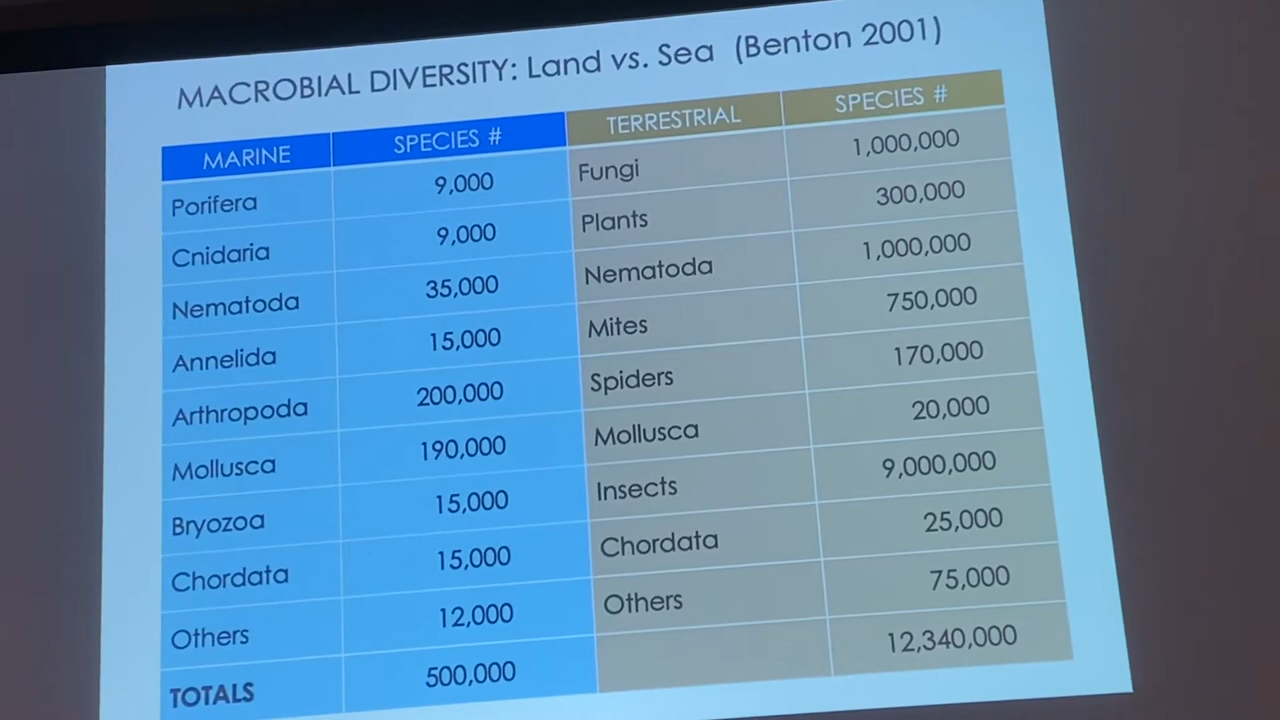 MACROBIAL DIVERSITY: Land vs. Sea (Benton 2001)
MARINE SPECIES # TERRESTRIAL SPECIES #
Porifera 9,000 Fungi 1,000,000
Cnidaria 9,000 Plants 300,000
Nematoda 35,000 Nematoda 1,000,000
Annelida 15,000 Mites 750,000
Arthropoda 200,000 Spiders 170,000
Mollusca 190,000 Mollusca 20,000
Bryozoa 15,000 Insects 9,000,000
Chordata 15,000 Chordata 25,000
Others 12,000 Others 75,000
TOTALS 500,000 12,340,000